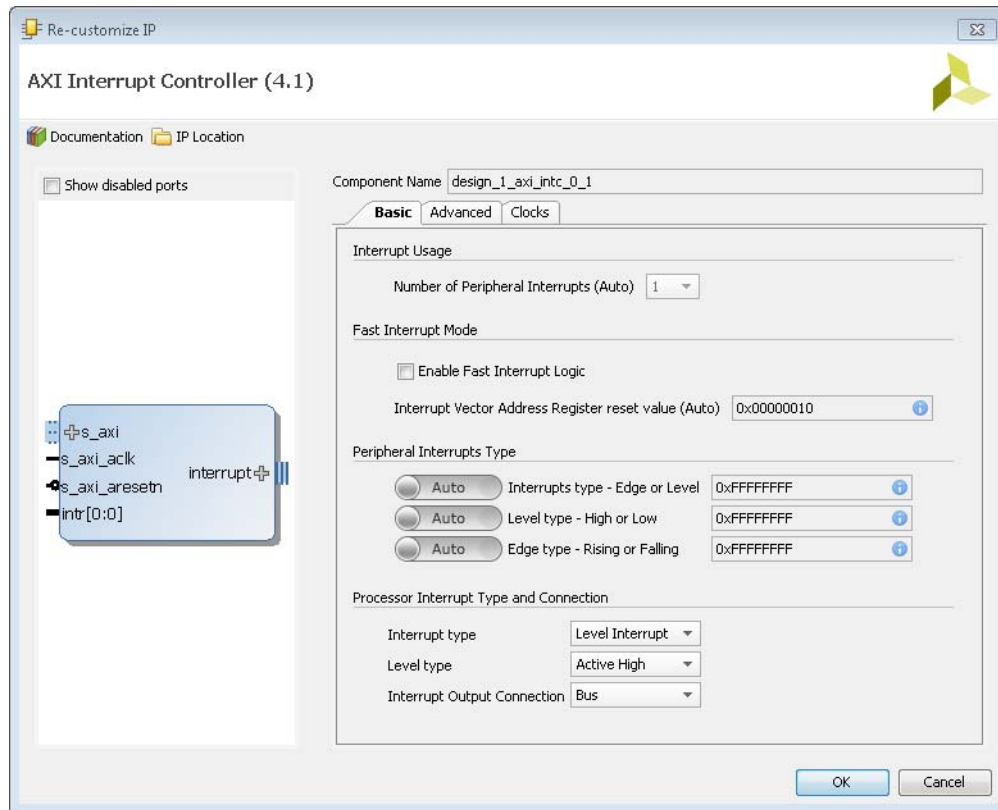 Re-customize IP
AXI Interrupt Controller (4.1)
Documentation IP Location
Show disabled ports
s_axi
s_axi_aclk
s_axi_aresetn
intr[0:0]
interrupt
Component Name design_1_axi_intc_0_1
Basic Advanced Clocks
Interrupt Usage
Number of Peripheral Interrupts (Auto) 1
Fast Interrupt Mode
Enable Fast Interrupt Logic
Interrupt Vector Address Register reset value (Auto) 0x00000010
Peripheral Interrupts Type
Auto Interrupts type - Edge or Level 0xFFFFFFFF
Auto Level type - High or Low 0xFFFFFFFF
Auto Edge type - Rising or Falling 0xFFFFFFFF
Processor Interrupt Type and Connection
Interrupt type Level Interrupt
Level type Active High
Interrupt Output Connection Bus
OK Cancel